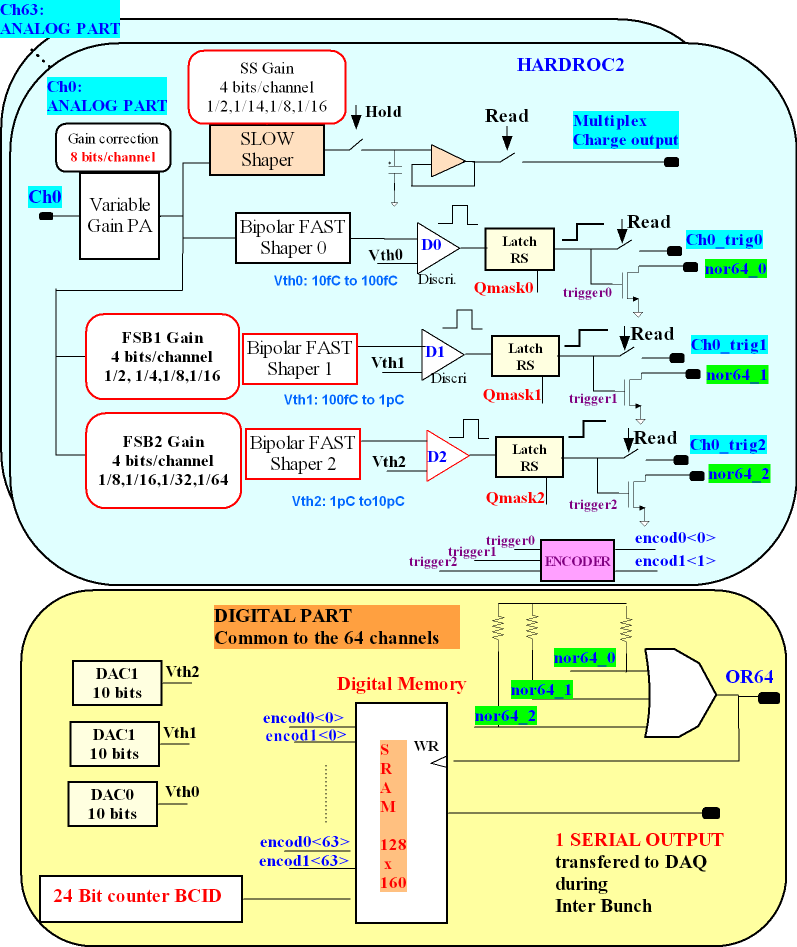 Ch63:
ANALOG PART
SS Gain
4 bits/channel
1/2,1/14,1/8,1/16
HARDROC2
Ch0:
ANALOG PART
Gain correction
8 bits/channel
SLOW
Shaper
Hold
Read
Multiplex
Charge output
Ch0
Variable
Gain PA
Bipolar FAST
Shaper 0
Vth0
D0
Discri.
Latch
RS
Read
Ch0_trig0
nor64_0
Vth0: 10fC to 100fC
Qmask0
trigger0
FSB1 Gain
4 bits/channel
1/2, 1/4,1/8,1/16
Bipolar FAST
Shaper 1
Vth1
D1
Discri
Latch
RS
Read
Ch0_trig1
nor64_1
Vth1: 100fC to 1pC
Qmask1
trigger1
FSB2 Gain
4 bits/channel
1/8,1/16,1/32,1/64
Bipolar FAST
Shaper 2
Vth2
D2
Latch
RS
Read
Ch0_trig2
nor64_2
Vth2: 1pC to10pC
Qmask2
trigger2
trigger0
trigger1
trigger2
ENCODER
encod0<0>
encod1<1>
DIGITAL PART
Common to the 64 channels
nor64_0
nor64_1
nor64_2
OR64
DAC1
10 bits
Vth2
DAC1
10 bits
Vth1
DAC0
10 bits
Vth0
Digital Memory
encod0<0>
encod1<0>
encod0<63>
encod1<63>
WR
S
R
A
M
128
x
160
24 Bit counter BCID
1 SERIAL OUTPUT
transfered to DAQ
during
Inter Bunch